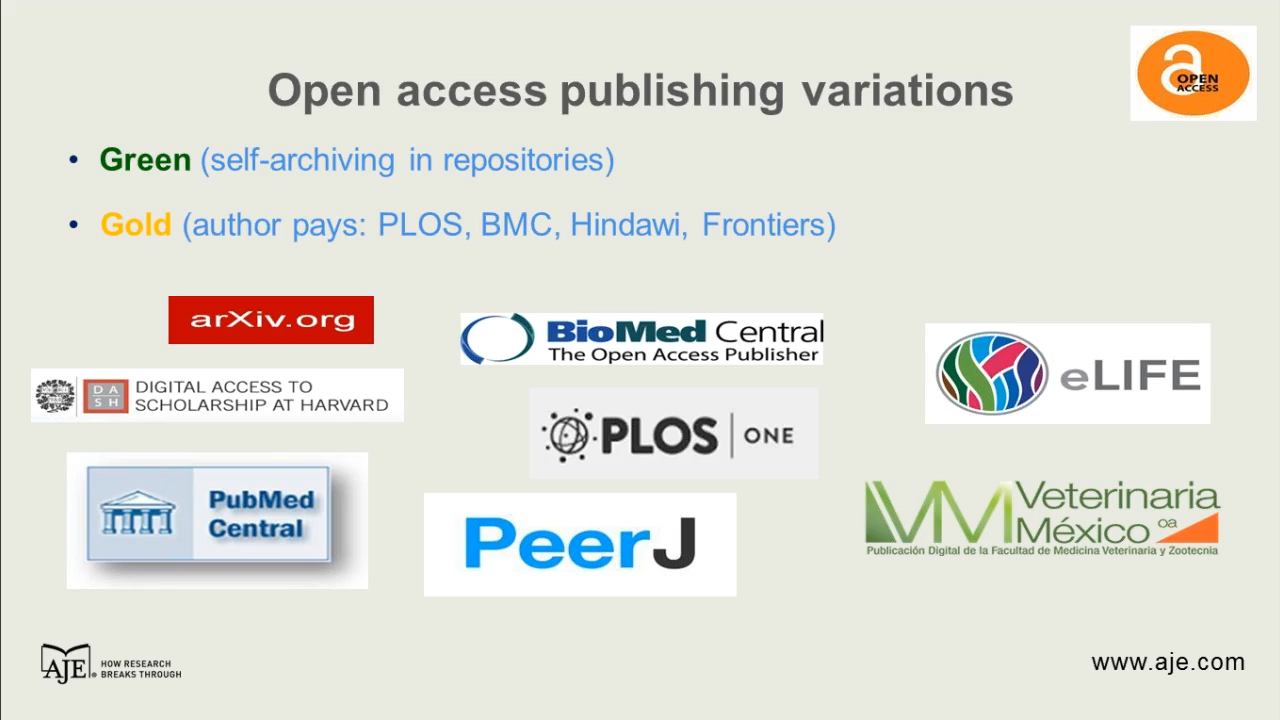 Open access publishing variations
a
OPEN
ACCESS
• Green (self-archiving in repositories)
• Gold (author pays: PLOS, BMC, Hindawi, Frontiers)
arXiv.org
BioMed Central
The Open Access Publisher
eLIFE
DA
SH
DIGITAL ACCESS TO
SCHOLARSHIP AT HARVARD
PLOS | ONE
PubMed
Central
PeerJ
VMM Veterinaria
México oa
Publicación Digital de la Facultad de Medicina Veterinaria y Zootecnia
AJE® HOW RESEARCH
BREAKS THROUGH
www.aje.com